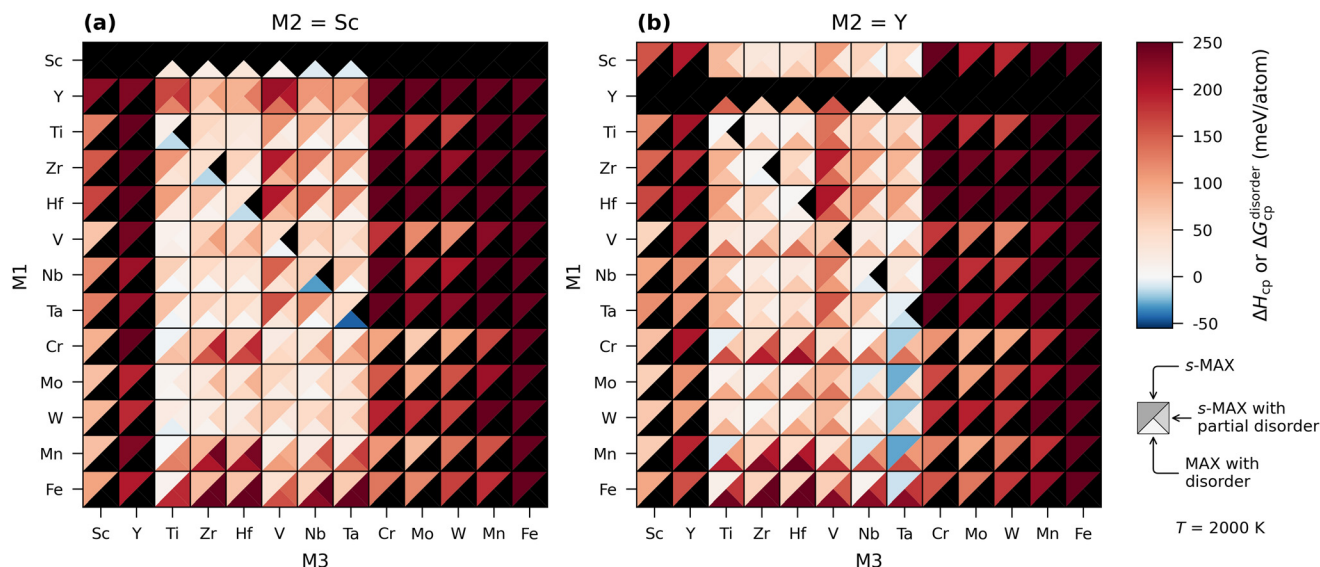 (a) M2 = Sc
(b) M2 = Y
M1
Sc
Y
Ti
Zr
Hf
V
Nb
Ta
Cr
Mo
W
Mn
Fe
Sc Y Ti Zr Hf V Nb Ta Cr Mo W Mn Fe
M3
M1
Sc
Y
Ti
Zr
Hf
V
Nb
Ta
Cr
Mo
W
Mn
Fe
Sc Y Ti Zr Hf V Nb Ta Cr Mo W Mn Fe
M3
250
200
150
100
50
0
-50
ΔHcp or ΔGcp^disorder (meV/atom)
s-MAX
s-MAX with
partial disorder
MAX with
disorder
T = 2000 K